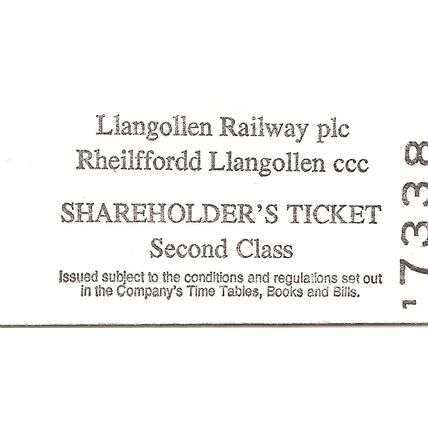 Llangollen Railway plc
Rheilffordd Llangollen ccc
SHAREHOLDER'S TICKET
Second Class
Issued subject to the conditions and regulations set out
in the Company's Time Tables, Books and Bills.
17338